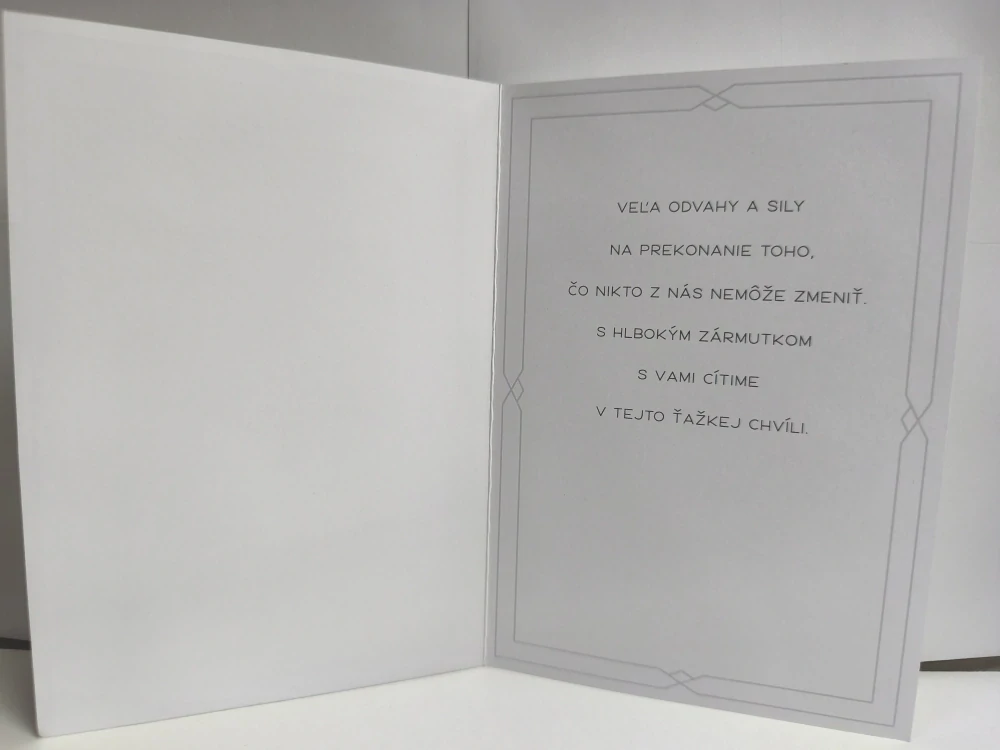 VEĽA ODVAHY A SILY
NA PREKONANIE TOHO,
ČO NIKTO Z NÁS NEMÔŽE ZMENIŤ.
S HLBOKÝM ZÁRMUTKOM
S VAMI CÍTIME
V TEJTO ŤAŽKEJ CHVÍLI.